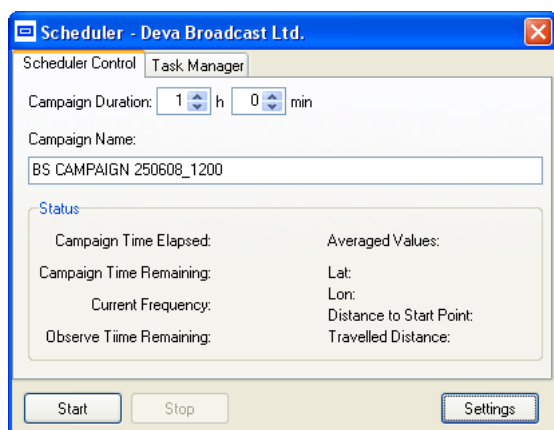 Scheduler - Deva Broadcast Ltd.
Scheduler Control Task Manager
Campaign Duration: 1 h 0 min
Campaign Name:
BS CAMPAIGN 250608_1200
Status
Campaign Time Elapsed: Averaged Values:
Campaign Time Remaining: Lat:
Lon:
Current Frequency: Distance to Start Point:
Observe Tiime Remaining: Travelled Distance:
Start Stop Settings